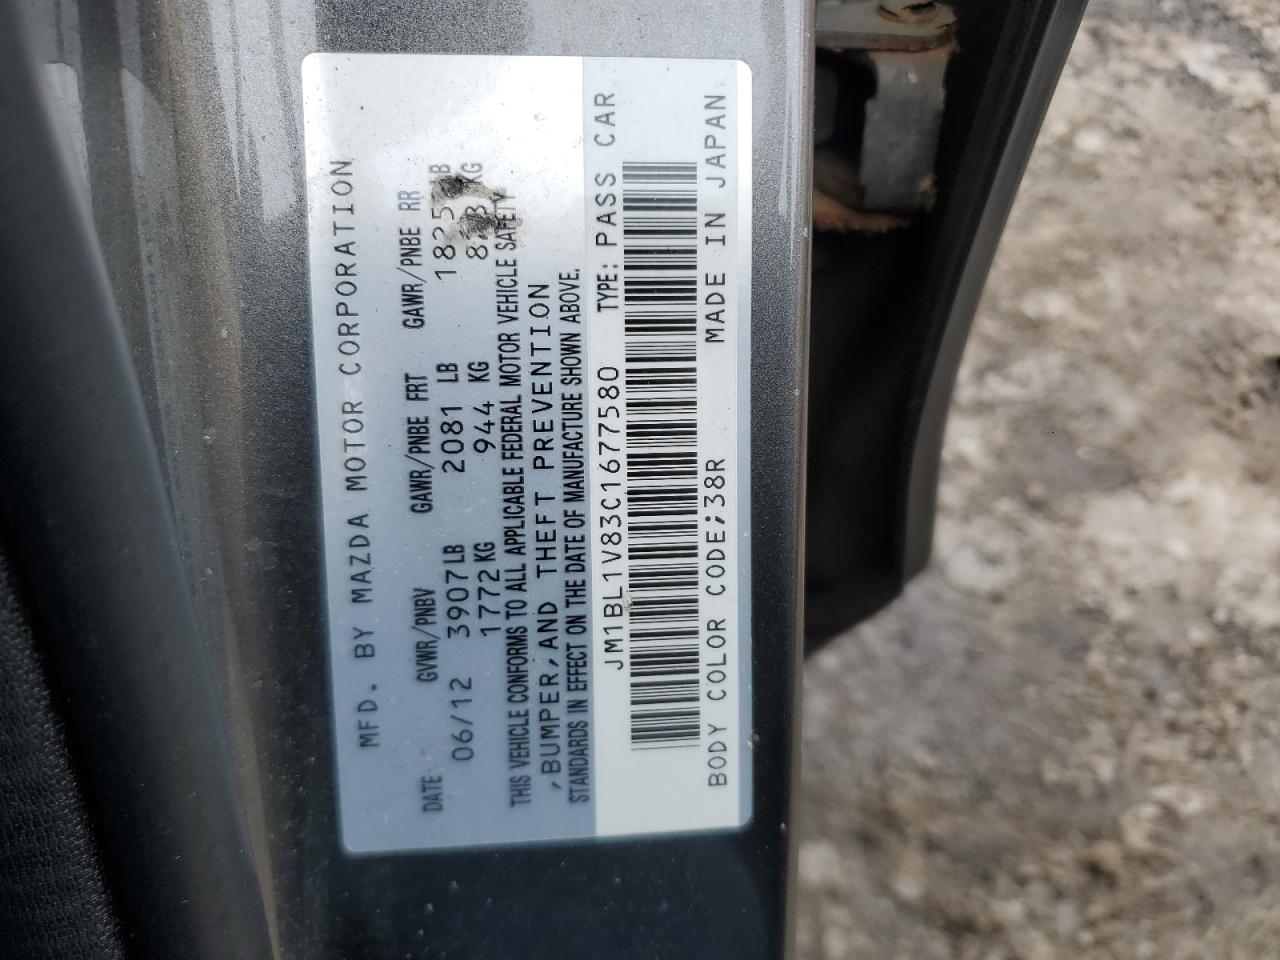 MFD. BY MAZDA MOTOR CORPORATION
DATE GVWR/PNBV GAWR/PNBE FRT GAWR/PNBE RR
06/12 3907LB 2081 LB
1772KG 944 KG KG
THIS VEHICLE CONFORMS TO ALL APPLICABLE FEDERAL MOTOR VEHICLE SAFETY
,BUMPER,AND THEFT PREVENTION
STANDARDS IN EFFECT ON THE DATE OF MANUFACTURE SHOWN ABOVE.
JM1BL1V83C1677580 TYPE: PASS CAR
BODY COLOR CODE;38R MADE IN JAPAN